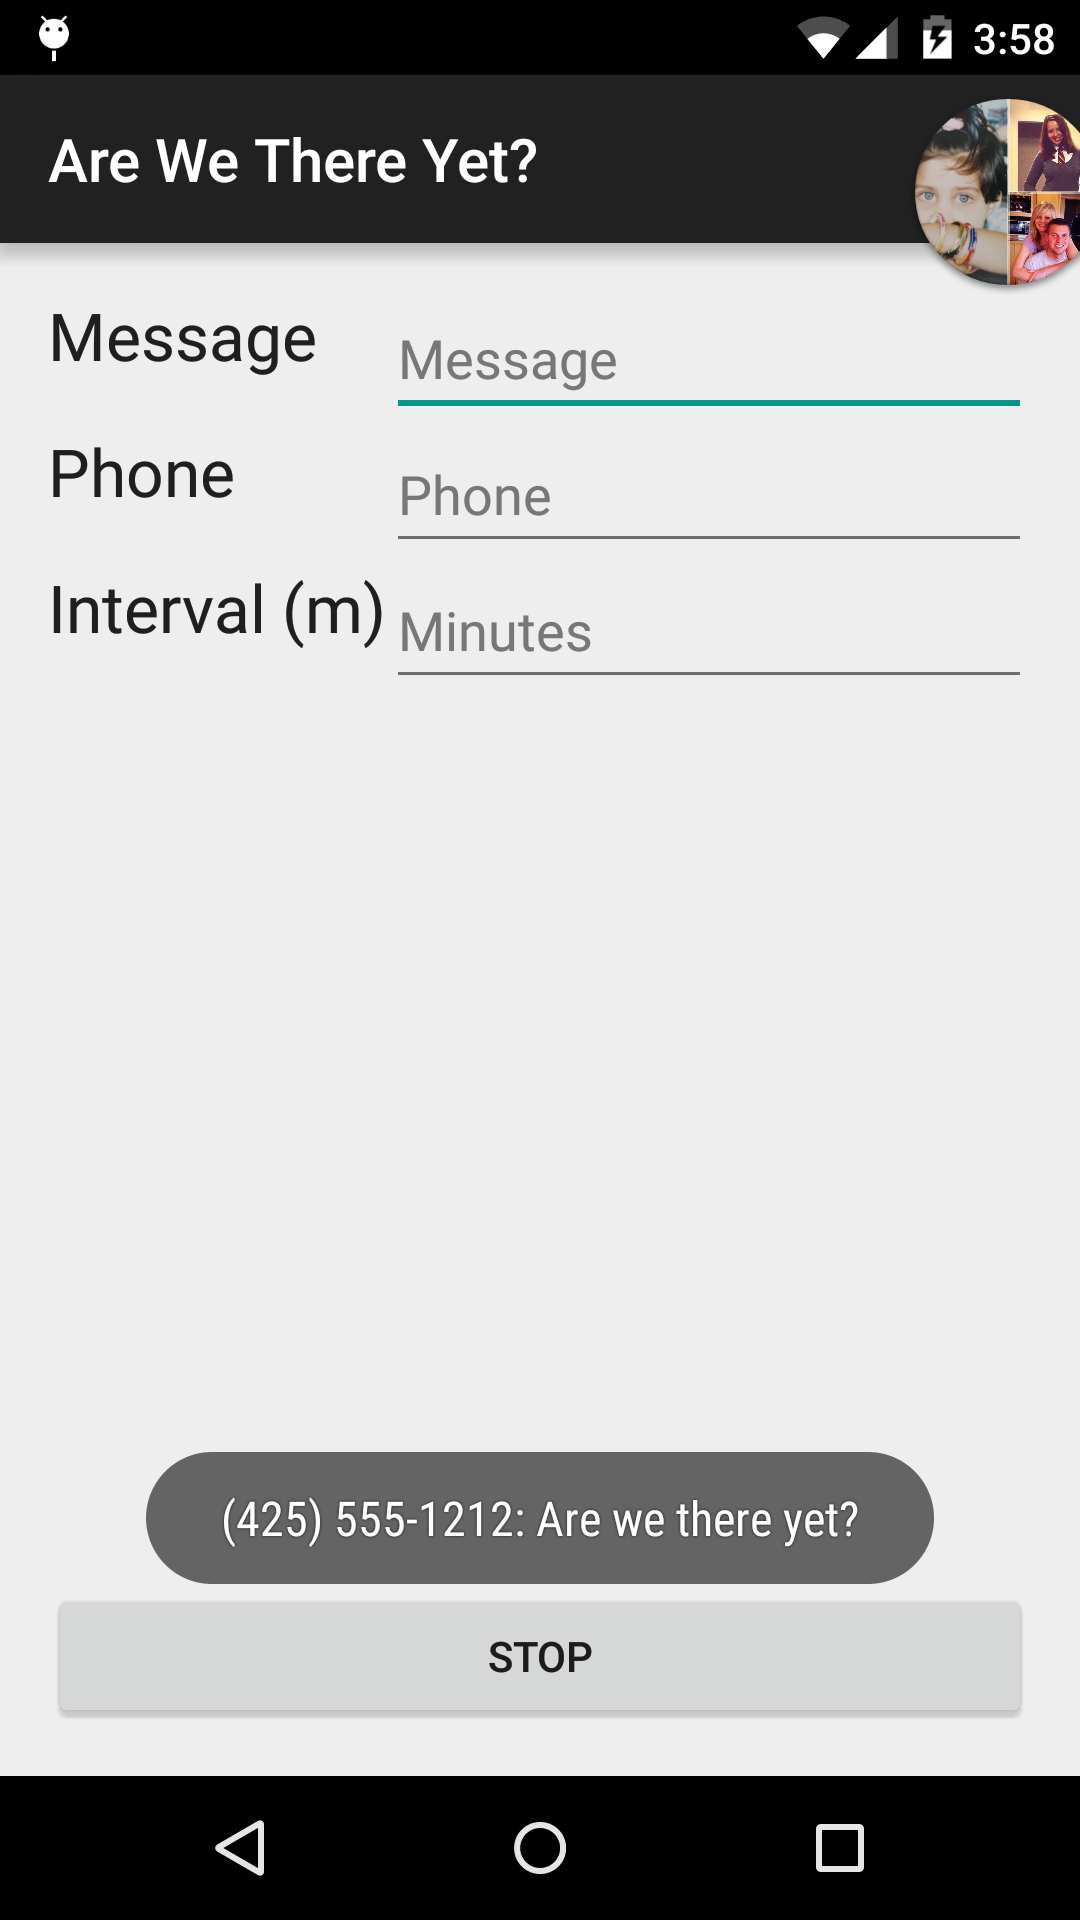 3:58
Are We There Yet?
Message Message
Phone Phone
Interval (m) Minutes
(425) 555-1212: Are we there yet?
STOP